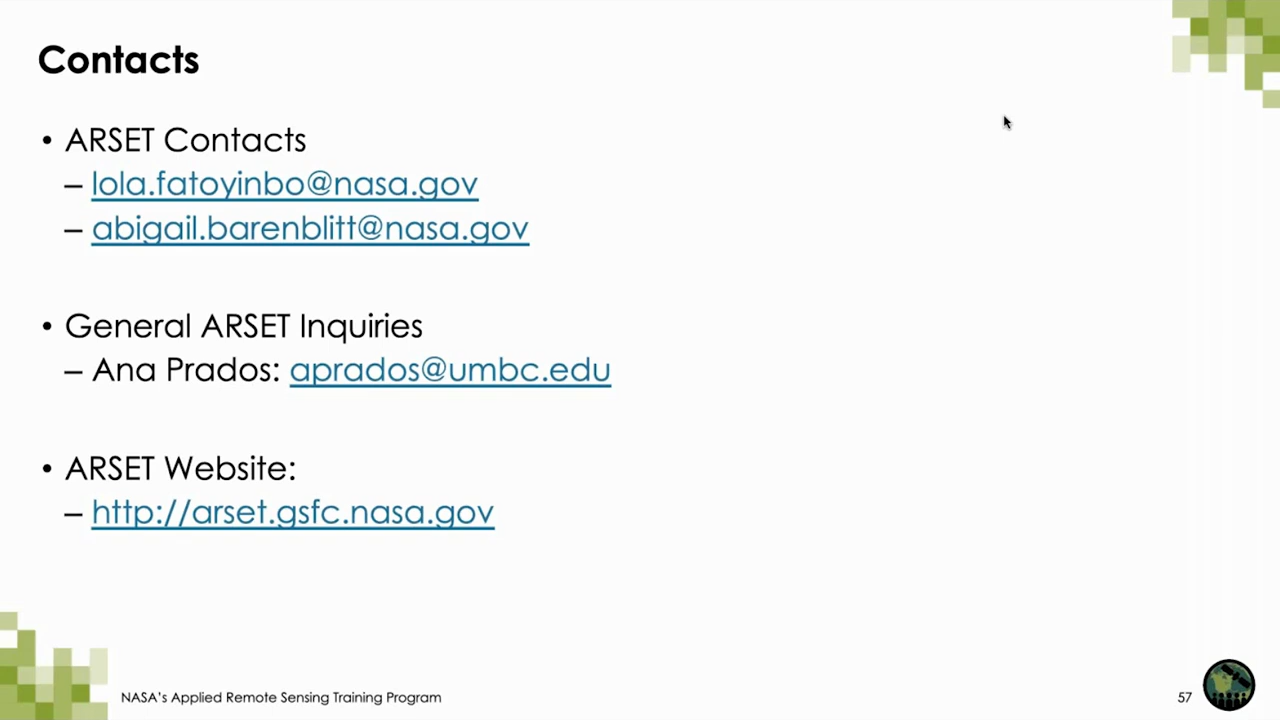 Contacts
• ARSET Contacts
– lola.fatoyinbo@nasa.gov
– abigail.barenblitt@nasa.gov
• General ARSET Inquiries
– Ana Prados: aprados@umbc.edu
• ARSET Website:
– http://arset.gsfc.nasa.gov
NASA's Applied Remote Sensing Training Program
57